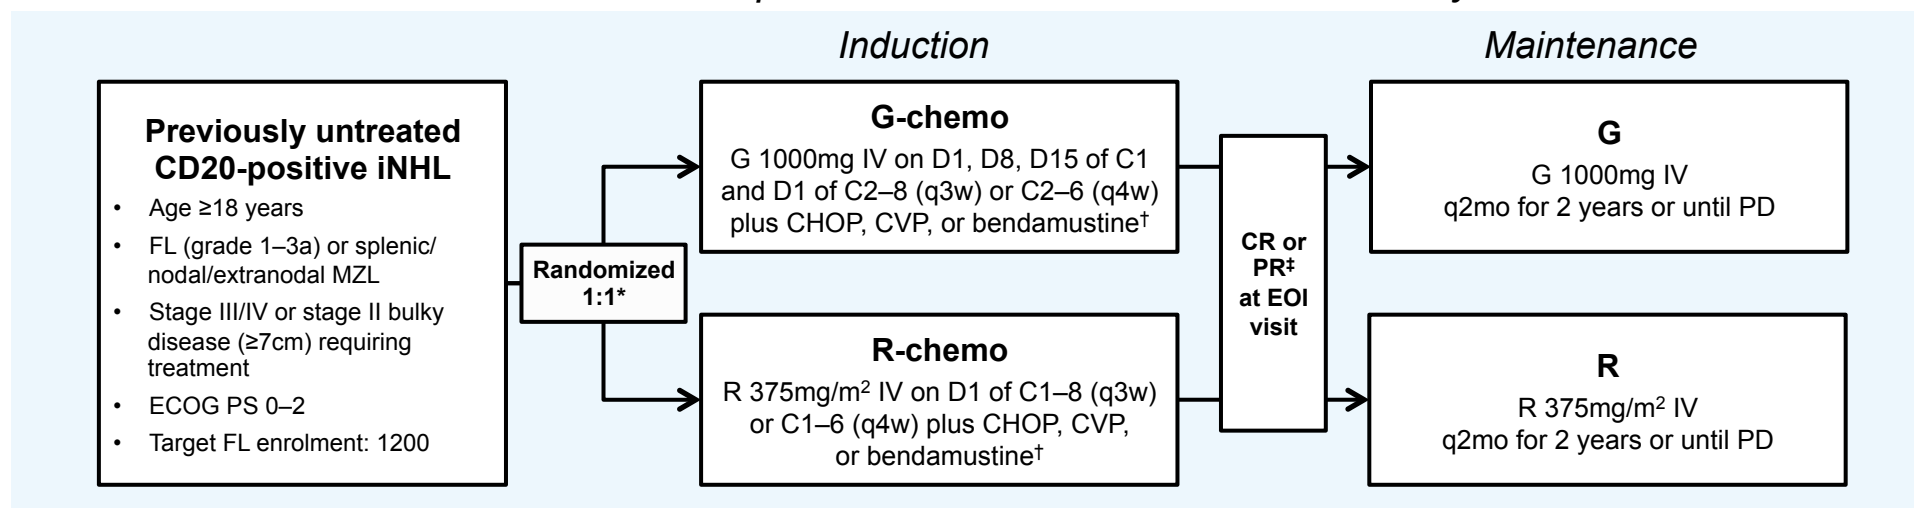 Induction
Maintenance
Previously untreated
CD20-positive iNHL
• Age ≥18 years
• FL (grade 1–3a) or splenic/
nodal/extranodal MZL
• Stage III/IV or stage II bulky
disease (≥7cm) requiring
treatment
• ECOG PS 0–2
• Target FL enrolment: 1200
Randomized
1:1*
G-chemo
G 1000mg IV on D1, D8, D15 of C1
and D1 of C2–8 (q3w) or C2–6 (q4w)
plus CHOP, CVP, or bendamustine†
R-chemo
R 375mg/m² IV on D1 of C1–8 (q3w)
or C1–6 (q4w) plus CHOP, CVP,
or bendamustine†
CR or
PR‡
at EOI
visit
G
G 1000mg IV
q2mo for 2 years or until PD
R
R 375mg/m² IV
q2mo for 2 years or until PD